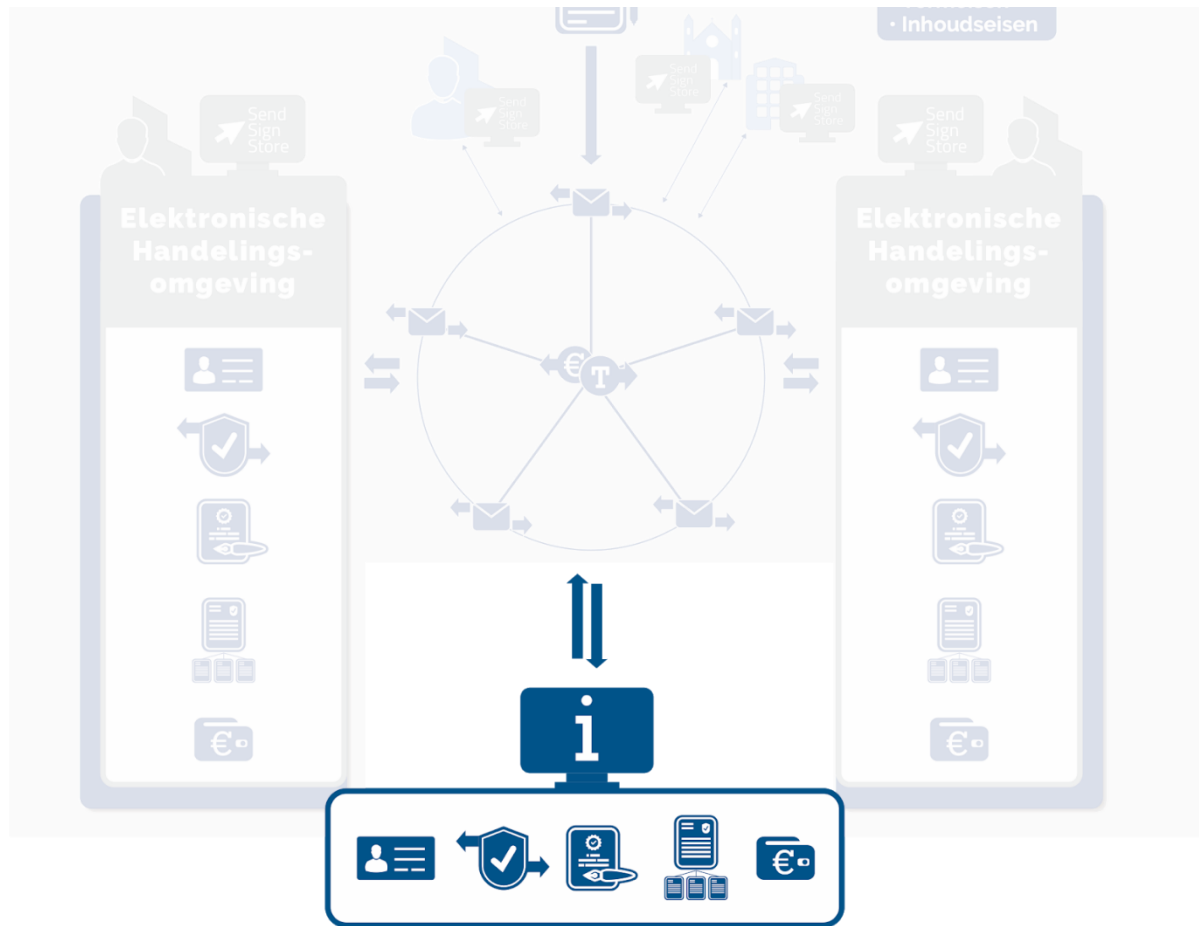 • Inhoudseisen
Send
Sign
Store
Send
Sign
Store
Send
Sign
Store
Send
Sign
Store
Send
Sign
Store
Elektronische
Handelings-
omgeving
Elektronische
Handelings-
omgeving
€
T
€
€
i
€